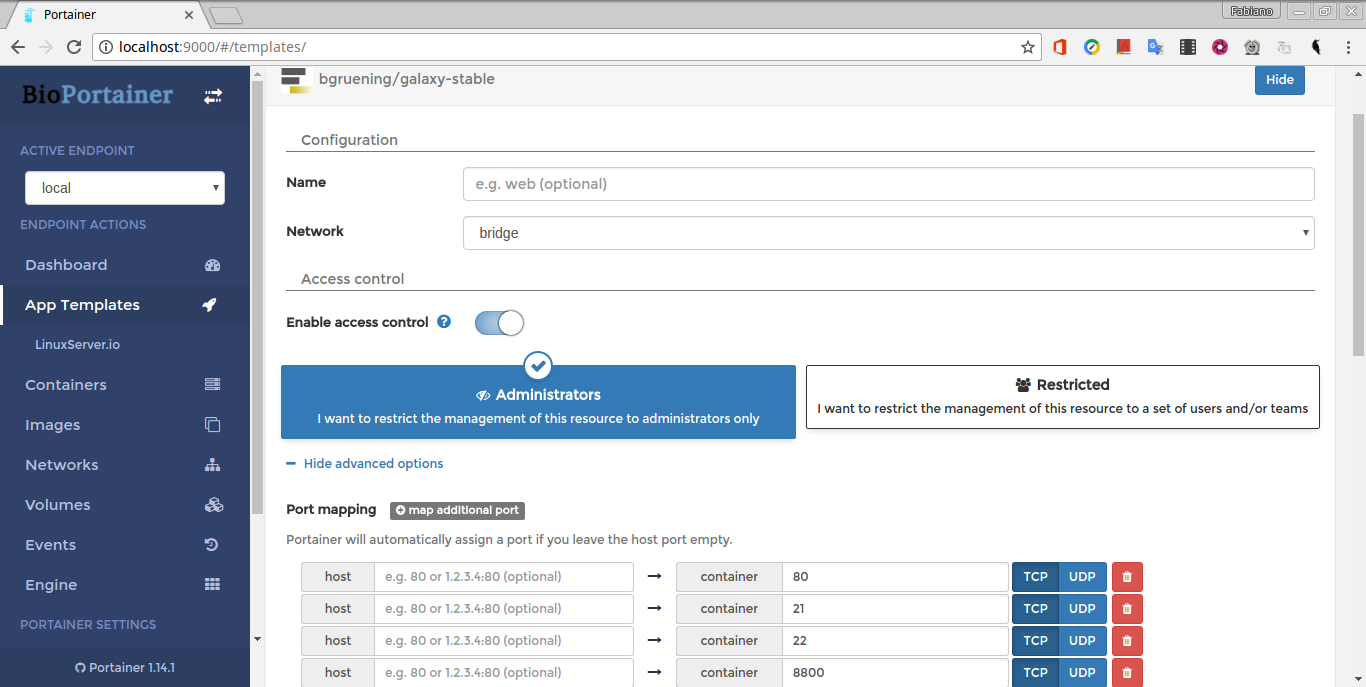 Portainer
Fabiano
localhost:9000/#/templates/
BioPortainer
ACTIVE ENDPOINT
local
ENDPOINT ACTIONS
Dashboard
App Templates
LinuxServer.io
Containers
Images
Networks
Volumes
Events
Engine
PORTAINER SETTINGS
Portainer 1.14.1
bgruening/galaxy-stable
Hide
Configuration
Name
e.g. web (optional)
Network
bridge
Access control
Enable access control
Administrators
I want to restrict the management of this resource to administrators only
Restricted
I want to restrict the management of this resource to a set of users and/or teams
Hide advanced options
Port mapping map additional port
Portainer will automatically assign a port if you leave the host port empty.
host e.g. 80 or 1.2.3.4:80 (optional) → container 80 TCP UDP
host e.g. 80 or 1.2.3.4:80 (optional) → container 21 TCP UDP
host e.g. 80 or 1.2.3.4:80 (optional) → container 22 TCP UDP
host e.g. 80 or 1.2.3.4:80 (optional) → container 8800 TCP UDP